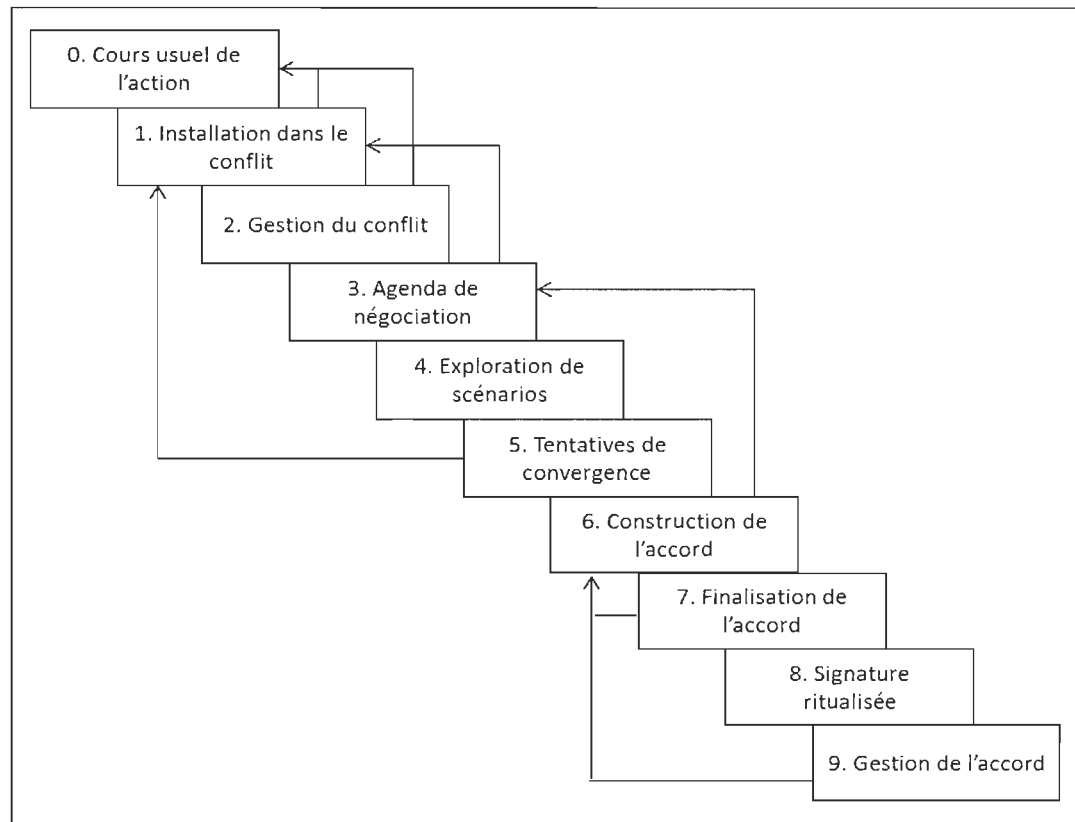 0. Cours usuel de
l'action
1. Installation dans le
conflit
2. Gestion du conflit
3. Agenda de
négociation
4. Exploration de
scénarios
5. Tentatives de
convergence
6. Construction de
l'accord
7. Finalisation de
l'accord
8. Signature
ritualisée
9. Gestion de l'accord